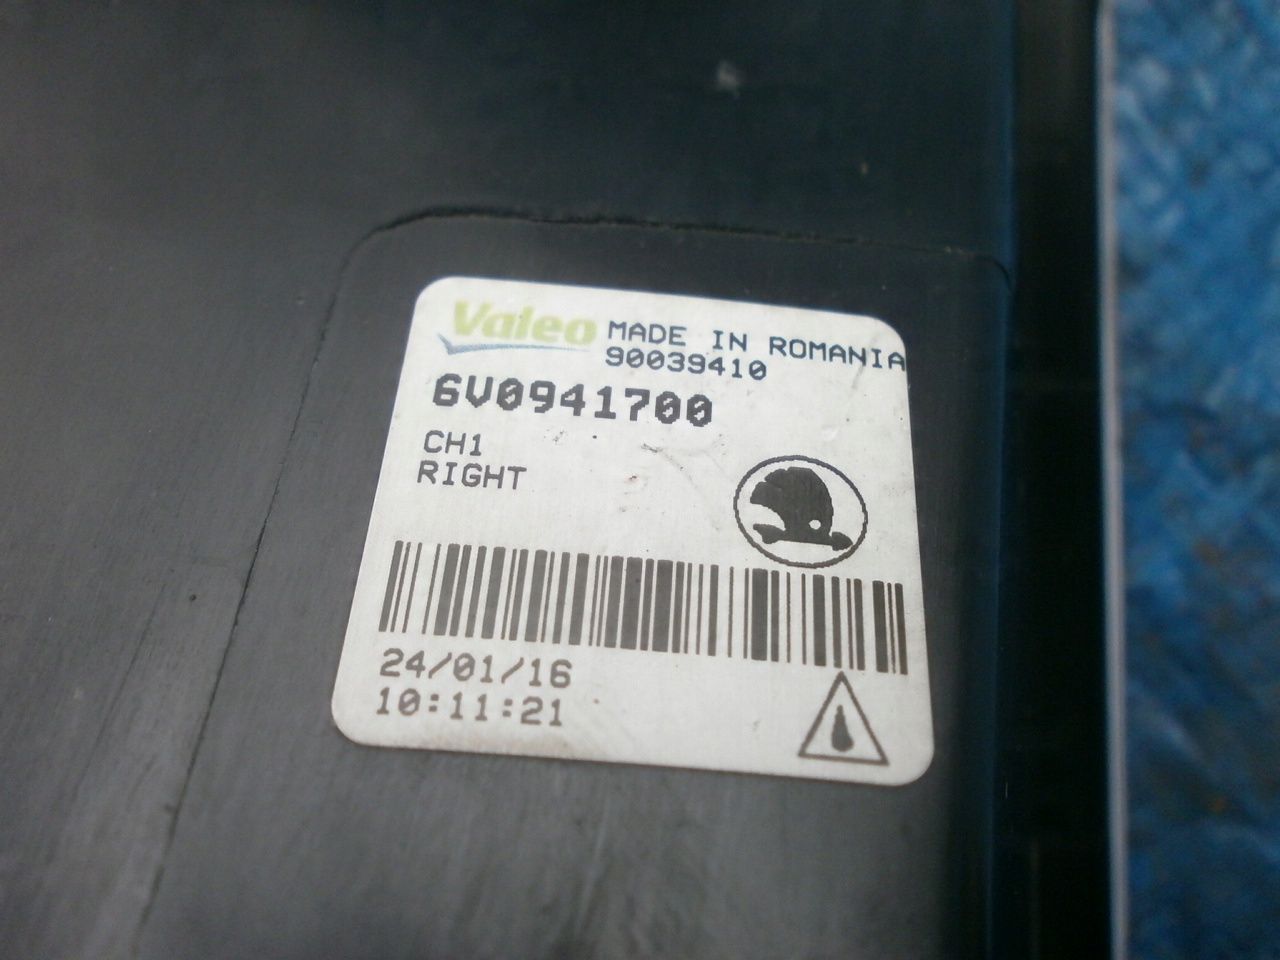 Valeo MADE IN ROMANIA
90039410
6V0941700
CH1
RIGHT
24/01/16
10:11:21